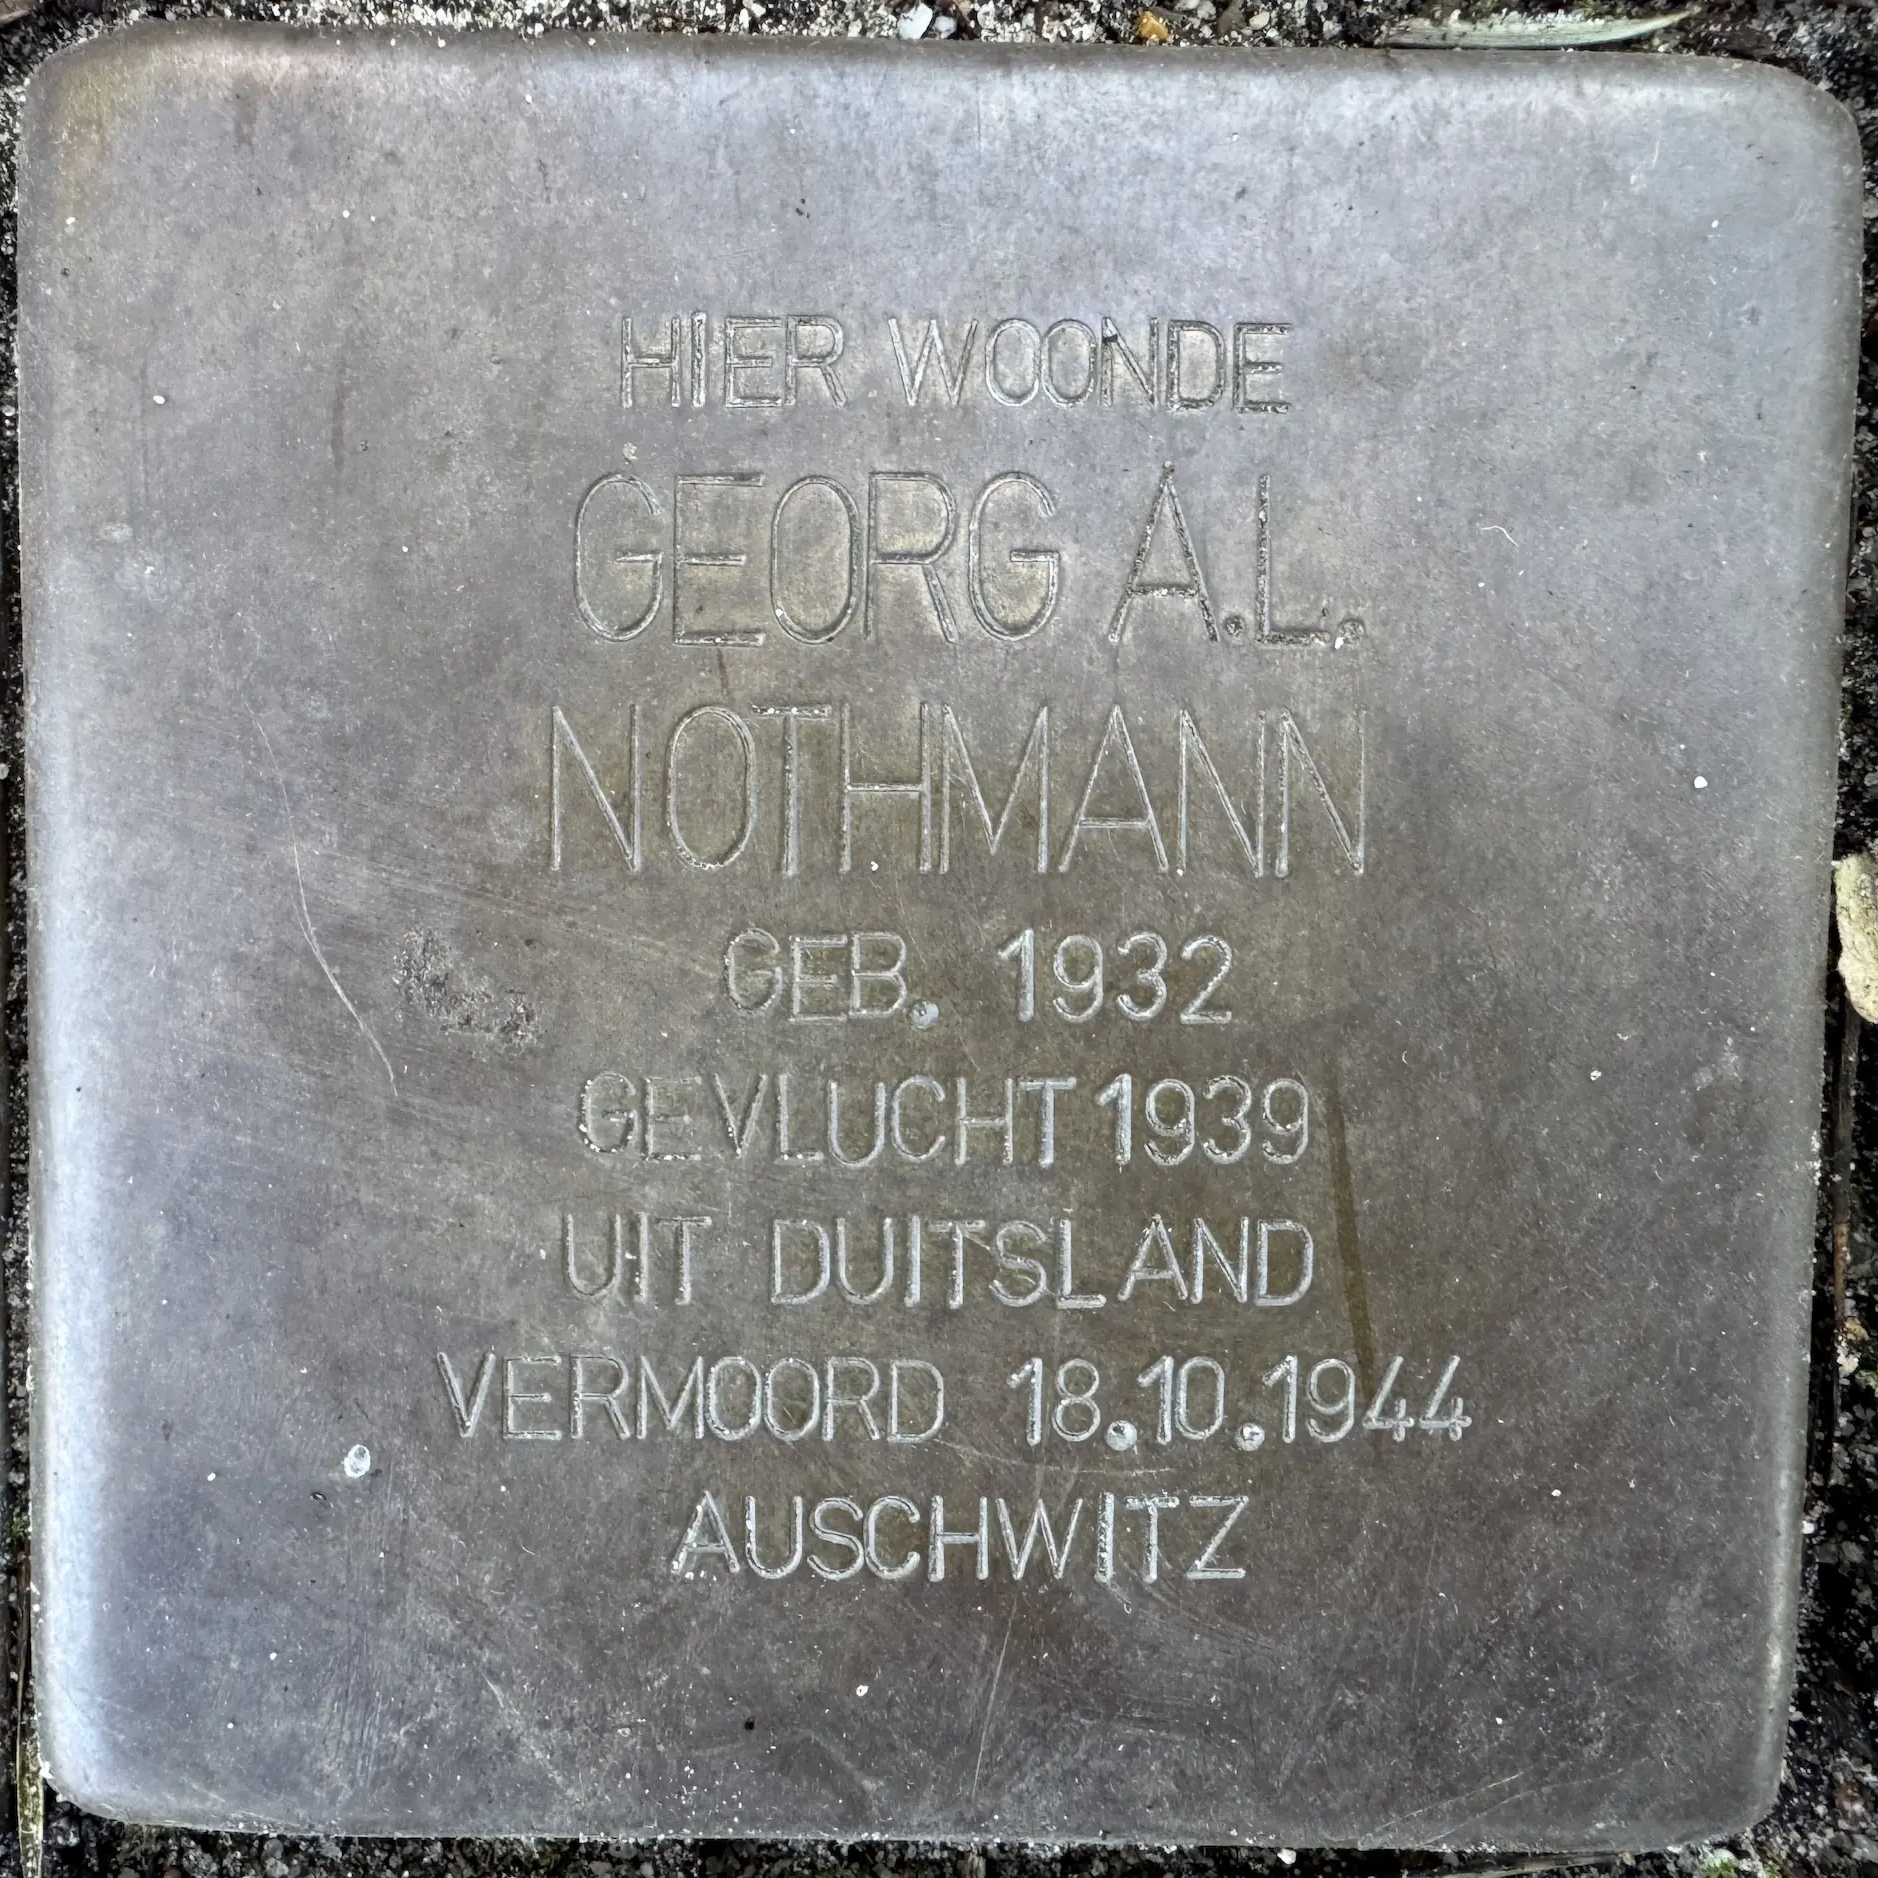 HIER WOONDE
GEORG A.L.
NOTHMANN
GEB. 1932
GEVLUCHT 1939
UIT DUITSLAND
VERMOORD 18.10.1944
AUSCHWITZ